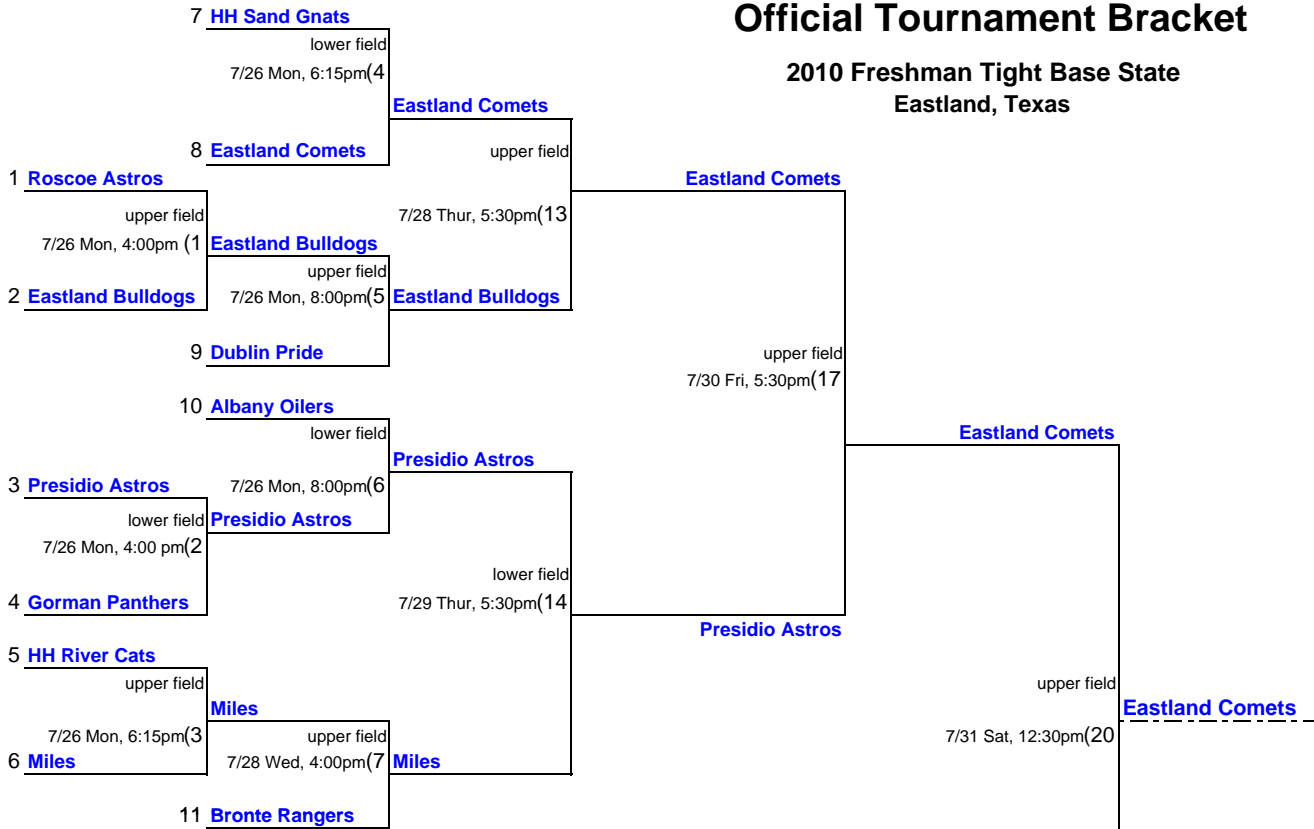 Official Tournament Bracket
2010 Freshman Tight Base State
Eastland, Texas
7 HH Sand Gnats
lower field
7/26 Mon, 6:15pm(4
Eastland Comets
8 Eastland Comets
upper field
1 Roscoe Astros
Eastland Comets
upper field
7/28 Thur, 5:30pm(13
7/26 Mon, 4:00pm (1
Eastland Bulldogs
upper field
2 Eastland Bulldogs
7/26 Mon, 8:00pm(5
Eastland Bulldogs
9 Dublin Pride
upper field
7/30 Fri, 5:30pm(17
10 Albany Oilers
lower field
Eastland Comets
Presidio Astros
3 Presidio Astros
7/26 Mon, 8:00pm(6
lower field
Presidio Astros
7/26 Mon, 4:00 pm(2
lower field
4 Gorman Panthers
7/29 Thur, 5:30pm(14
Presidio Astros
5 HH River Cats
upper field
upper field
Miles
Eastland Comets
7/26 Mon, 6:15pm(3
upper field
7/31 Sat, 12:30pm(20
6 Miles
7/28 Wed, 4:00pm(7
Miles
11 Bronte Rangers